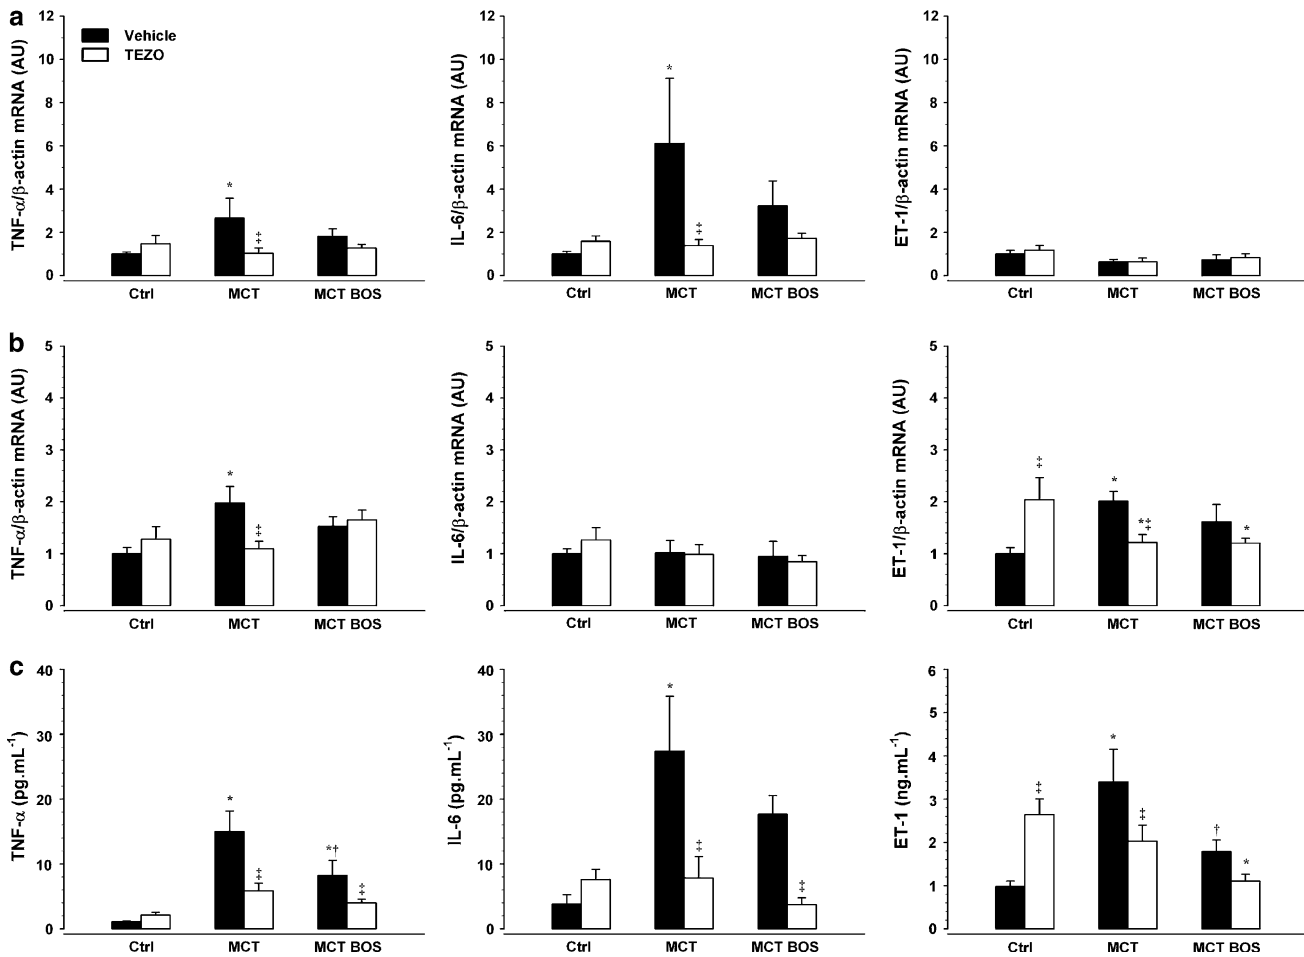 a
TNF-α/β-actin mRNA (AU)
12
10
8
6
4
2
0
Vehicle
TEZO
*
‡
Ctrl
MCT
MCT BOS
IL-6/β-actin mRNA (AU)
12
10
8
6
4
2
0
*
‡
Ctrl
MCT
MCT BOS
ET-1/β-actin mRNA (AU)
12
10
8
6
4
2
0
Ctrl
MCT
MCT BOS
b
TNF-α/β-actin mRNA (AU)
5
4
3
2
1
0
*
‡
Ctrl
MCT
MCT BOS
IL-6/β-actin mRNA (AU)
5
4
3
2
1
0
Ctrl
MCT
MCT BOS
ET-1/β-actin mRNA (AU)
5
4
3
2
1
0
‡
*
*‡
*
Ctrl
MCT
MCT BOS
c
TNF-α (pg.mL⁻¹)
40
30
20
10
0
*
‡
*†
‡
Ctrl
MCT
MCT BOS
IL-6 (pg.mL⁻¹)
40
30
20
10
0
*
‡
‡
Ctrl
MCT
MCT BOS
ET-1 (ng.mL⁻¹)
6
5
4
3
2
1
0
‡
*
‡
†
*
Ctrl
MCT
MCT BOS